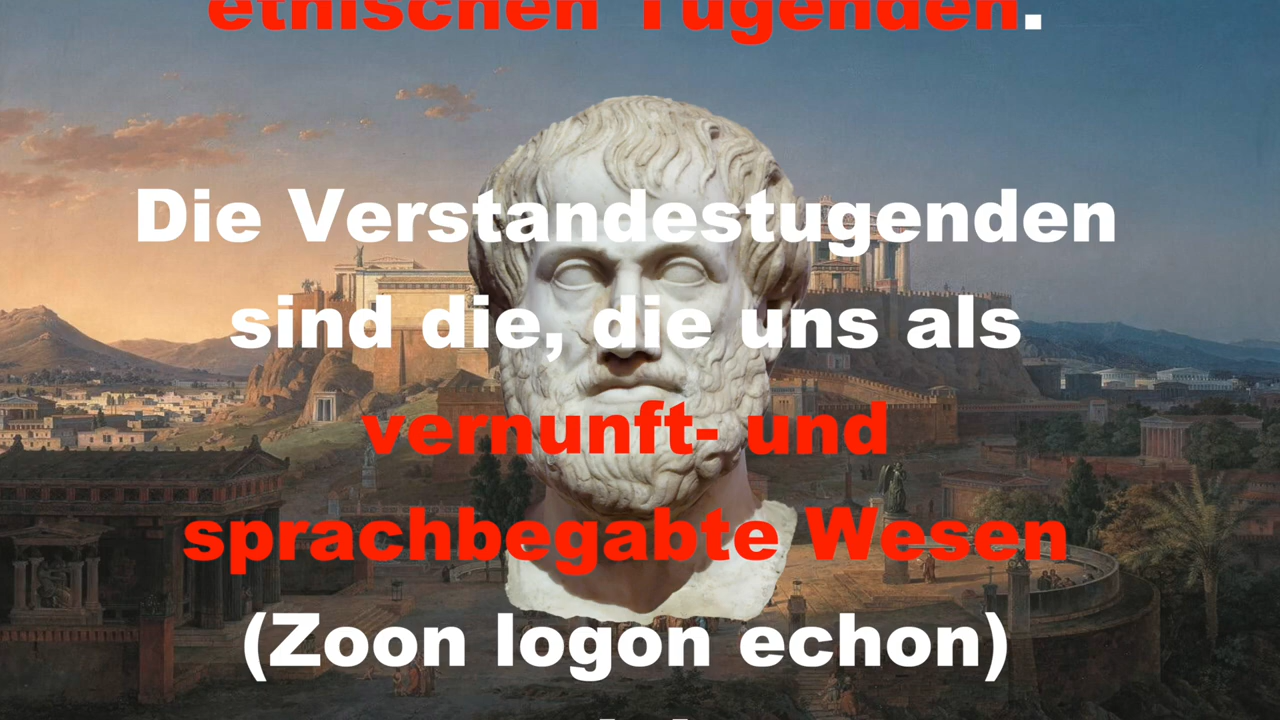 ethischen Tugenden.
Die Verstandestugenden
sind die, die uns als
vernunft- und
sprachbegabte Wesen
(Zoon logon echon)